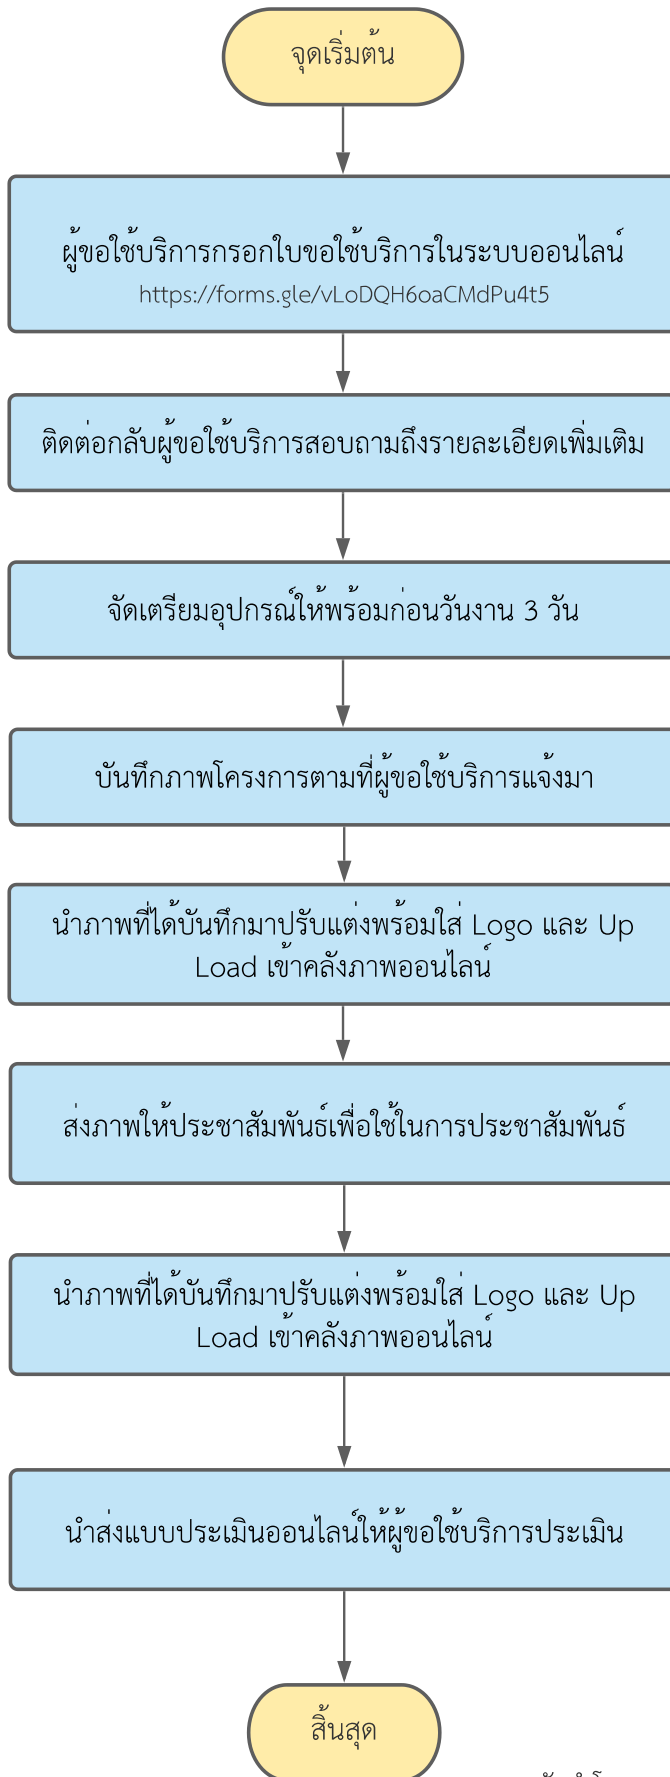 จุดเริ่มต้น
ผู้ขอใช้บริการกรอกใบขอใช้บริการในระบบออนไลน์
https://forms.gle/vLoDQH6oaCMdPu4t5
ติดต่อกลับผู้ขอใช้บริการสอบถามถึงรายละเอียดเพิ่มเติม
จัดเตรียมอุปกรณ์ให้พร้อมก่อนวันงาน 3 วัน
บันทึกภาพโครงการตามที่ผู้ขอใช้บริการแจ้งมา
นำภาพที่ได้บันทึกมาปรับแต่งพร้อมใส่ Logo และ Up
Load เข้าคลังภาพออนไลน์
ส่งภาพให้ประชาสัมพันธ์เพื่อใช้ในการประชาสัมพันธ์
นำภาพที่ได้บันทึกมาปรับแต่งพร้อมใส่ Logo และ Up
Load เข้าคลังภาพออนไลน์
นำส่งแบบประเมินออนไลน์ให้ผู้ขอใช้บริการประเมิน
สิ้นสุด